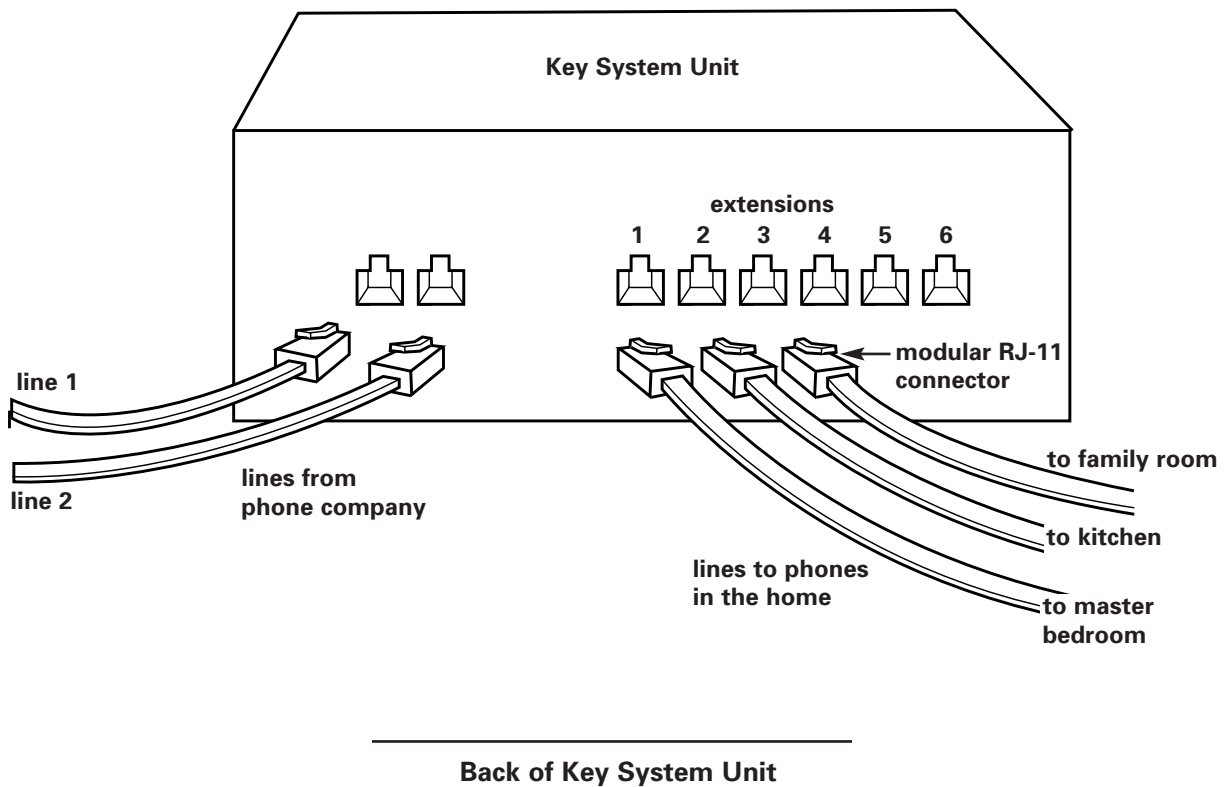 Key System Unit
extensions
1 2 3 4 5 6
modular RJ-11
connector
line 1
line 2
lines from
phone company
to family room
to kitchen
lines to phones
in the home
to master
bedroom
Back of Key System Unit